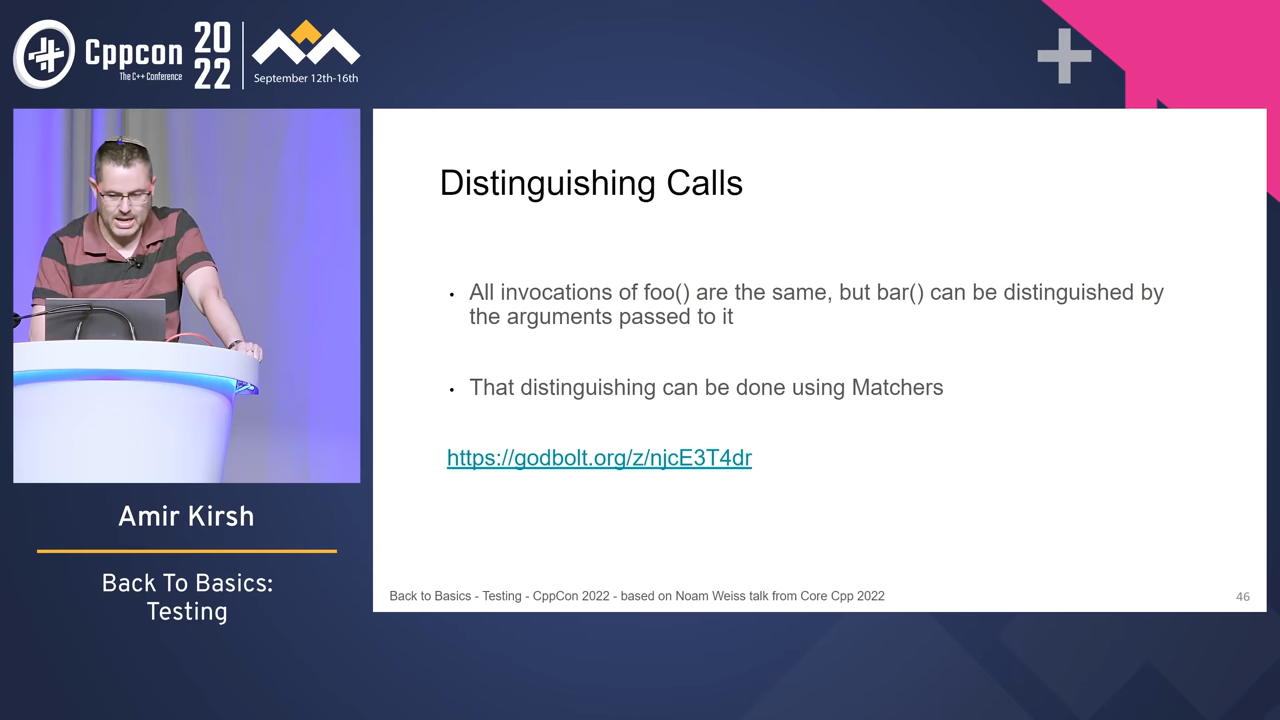 Cppcon
The C++ Conference
20
22
September 12th-16th
Distinguishing Calls
• All invocations of foo() are the same, but bar() can be distinguished by
the arguments passed to it
• That distinguishing can be done using Matchers
https://godbolt.org/z/njcE3T4dr
Back to Basics - Testing - CppCon 2022 - based on Noam Weiss talk from Core Cpp 2022
46
Amir Kirsh
Back To Basics:
Testing